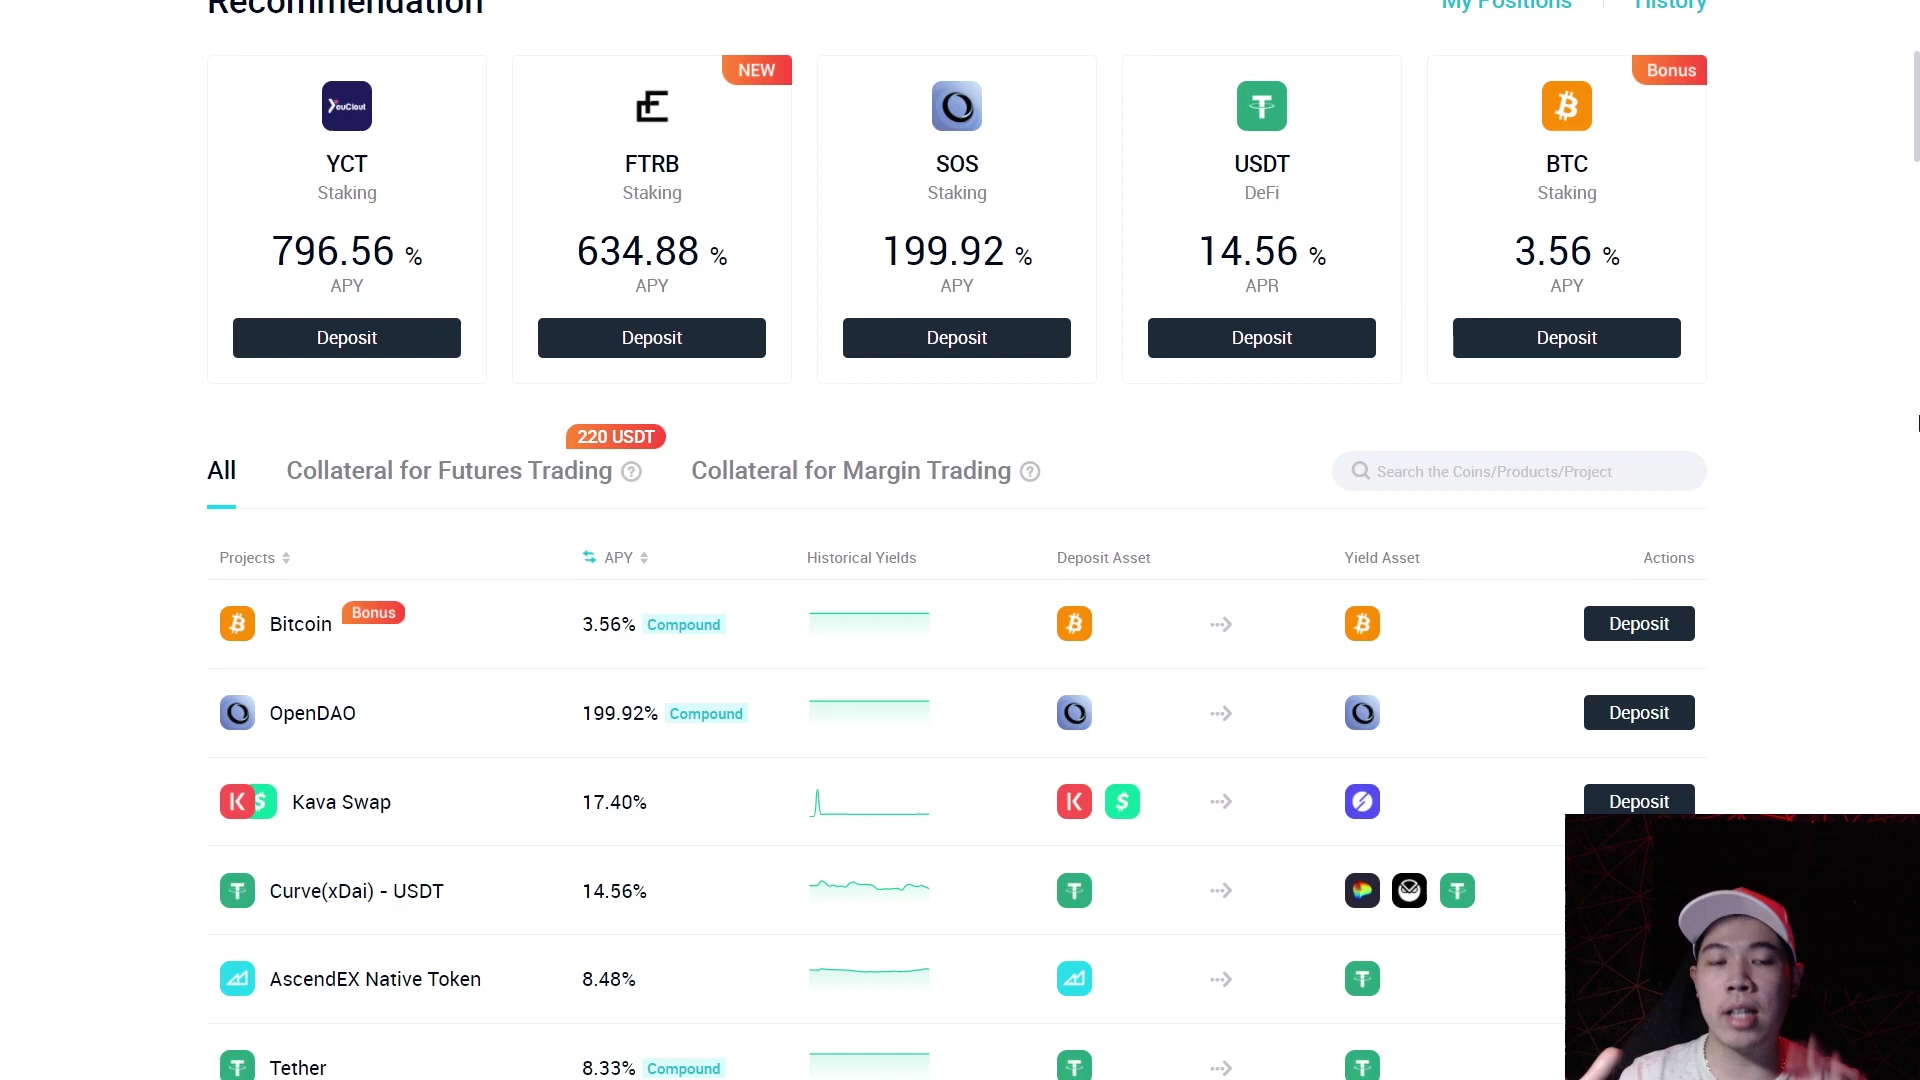 Recommendation
My Positions
History
NEW
Bonus
YouClout
YCT
Staking
796.56 %
APY
Deposit
FTRB
Staking
634.88 %
APY
Deposit
SOS
Staking
199.92 %
APY
Deposit
USDT
DeFi
14.56 %
APR
Deposit
BTC
Staking
3.56 %
APY
Deposit
220 USDT
All
Collateral for Futures Trading ?
Collateral for Margin Trading ?
Search the Coins/Products/Project
Projects
APY
Historical Yields
Deposit Asset
Yield Asset
Actions
Bitcoin Bonus
3.56% Compound
Deposit
OpenDAO
199.92% Compound
Deposit
Kava Swap
17.40%
Deposit
Curve(xDai) - USDT
14.56%
AscendEX Native Token
8.48%
Tether
8.33% Compound